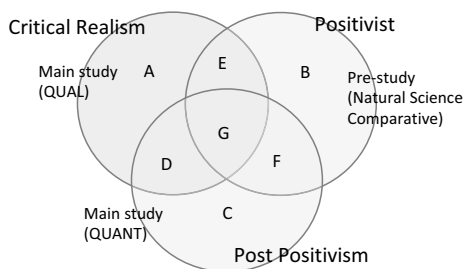 Critical Realism
Positivist
Main study
(QUAL)
A
E
B
Pre-study
(Natural Science
Comparative)
G
D
F
Main study
(QUANT)
C
Post Positivism